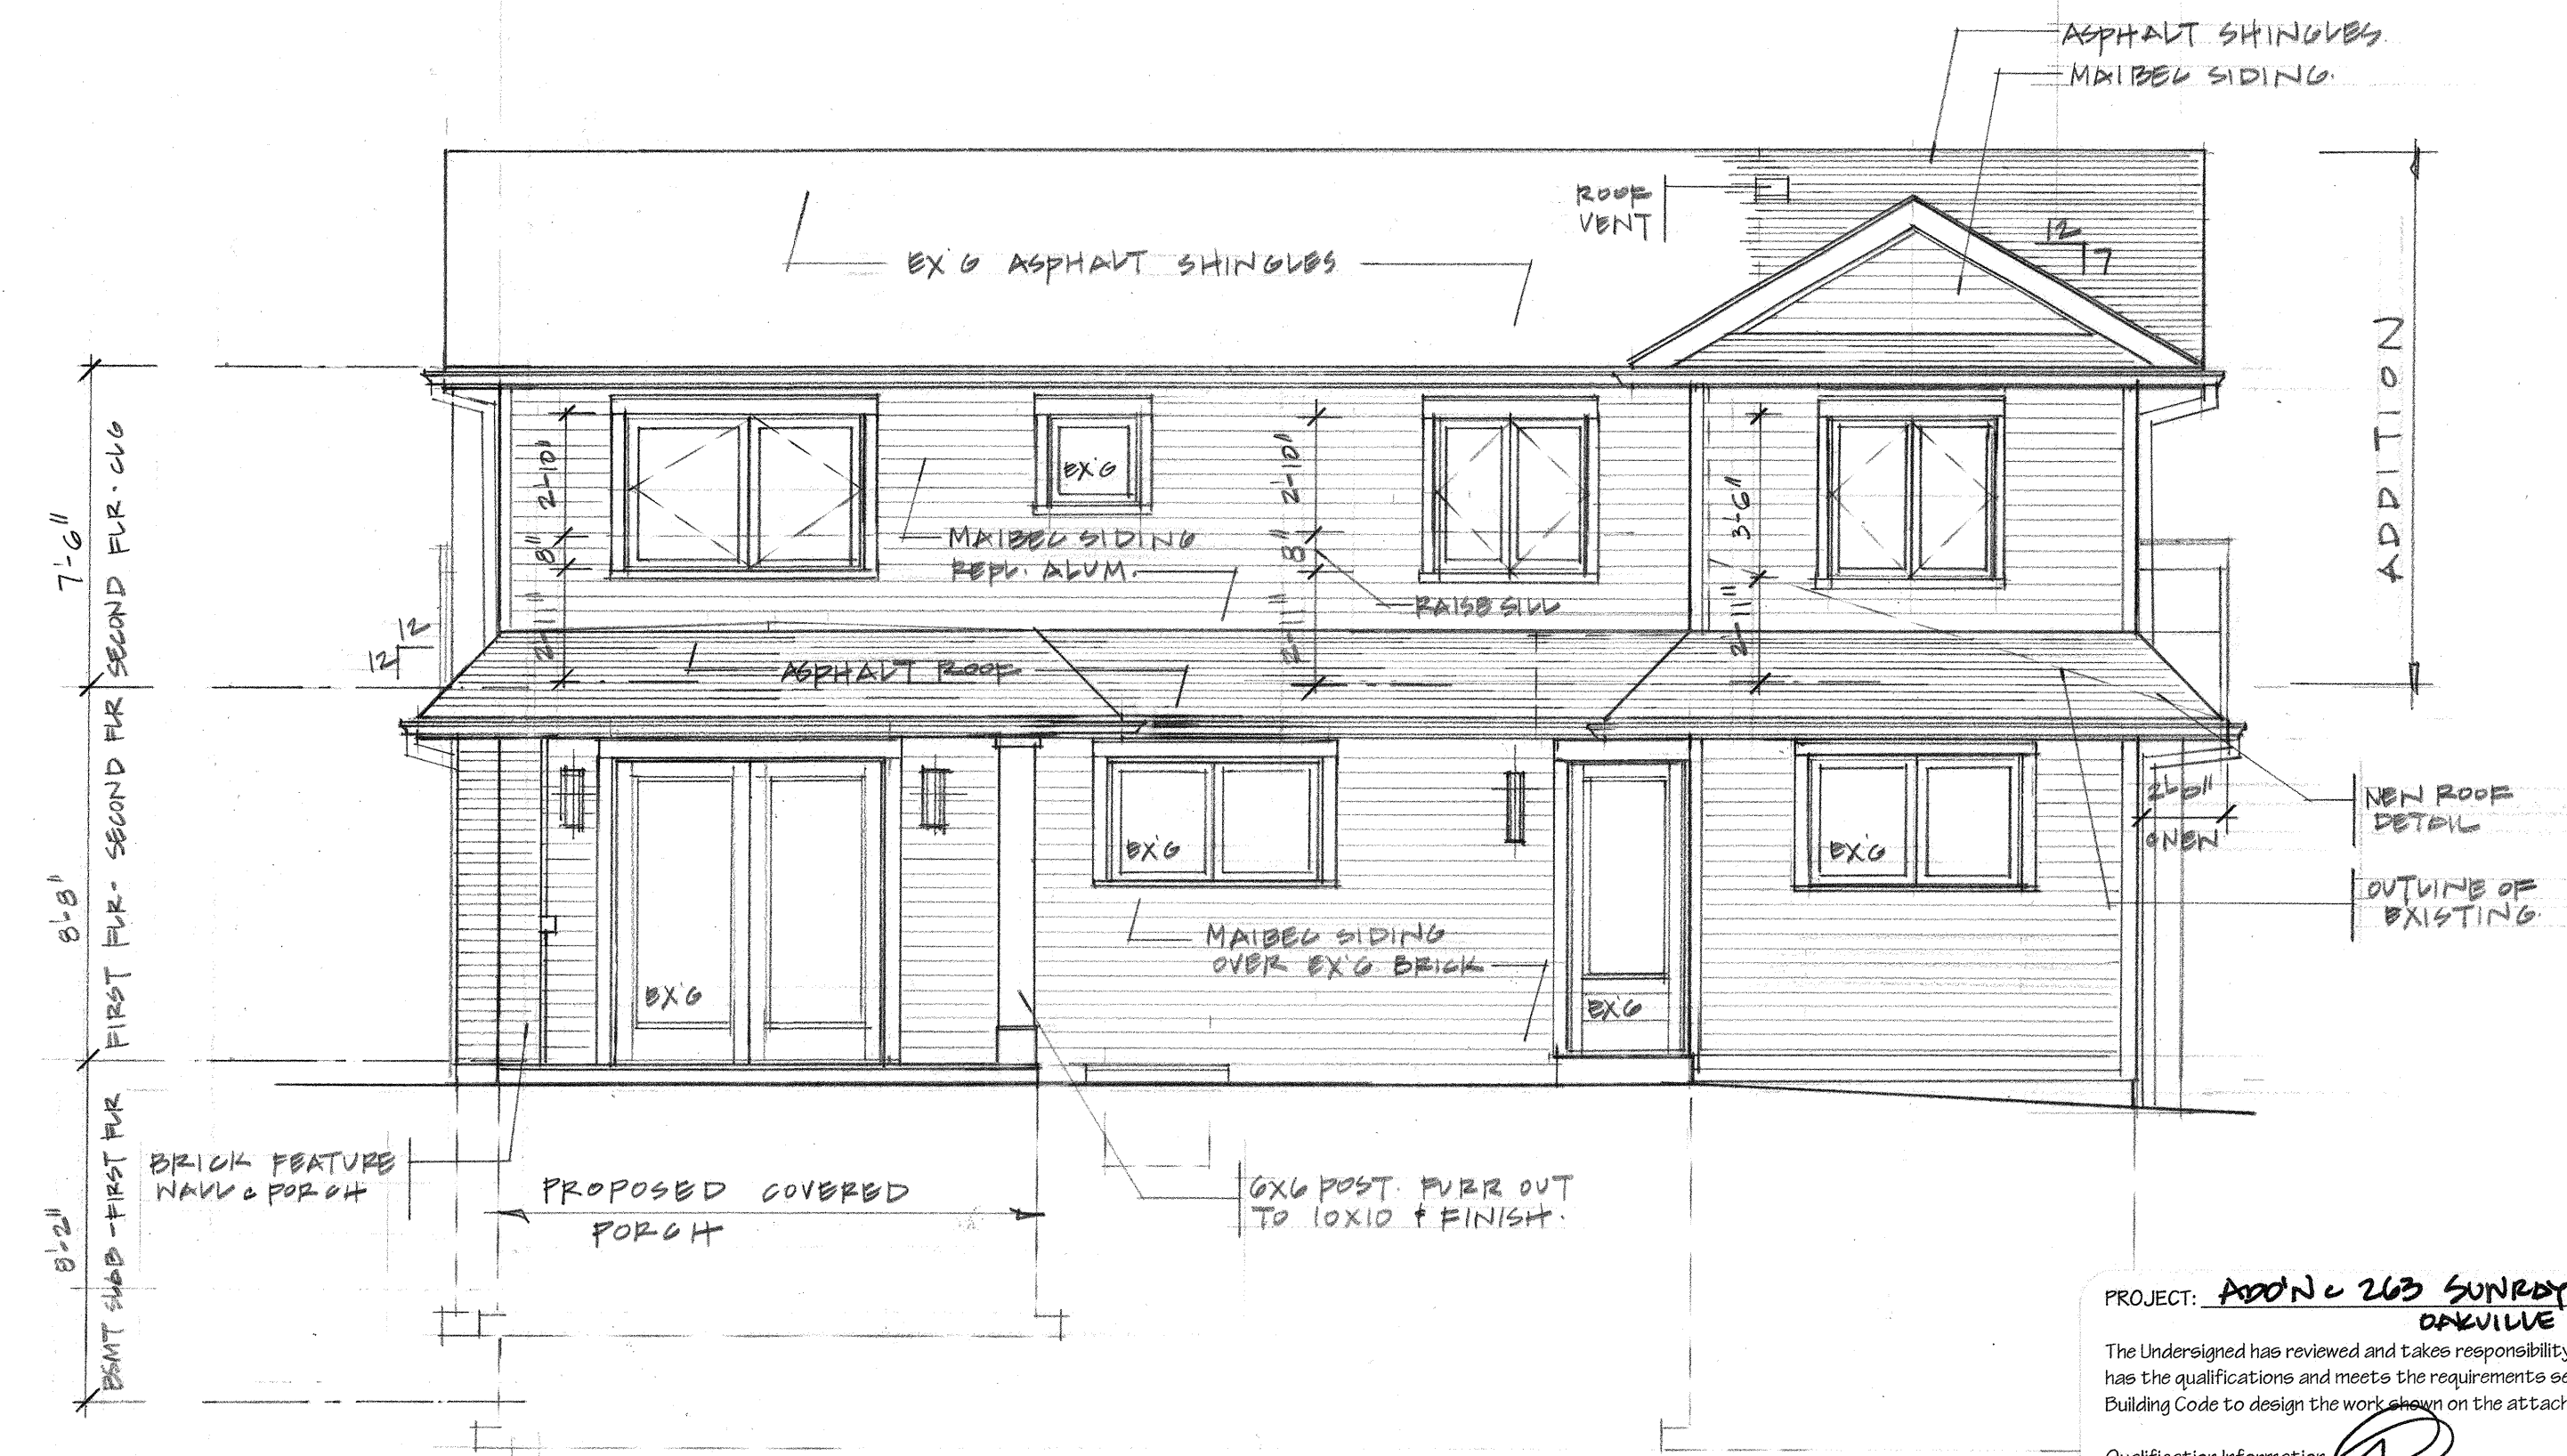 ASPHALT SHINGLES
MAIBEC SIDING.
ROOF
VENT
12
7
EX'G ASPHALT SHINGLES
ADDITION
7'-6"
SECOND FLR. CLG
2'-10"
8"
2'-11"
EX'G
MAIBEC SIDING
REPL. ALUM.
2'-10"
8"
2'-11"
RAISE SILL
3'-6"
2'-11"
12
12
ASPHALT ROOF
8'-8"
FIRST FLR - SECOND FLR
EX'G
EX'G
EX'G
EX'G
MAIBEC SIDING
OVER EX'G BRICK
2'-0"
NEW ROOF
DETAIL
OUTLINE OF
EXISTING.
8'-2"
BSMT SLAB - FIRST FLR
BRICK FEATURE
WALL @ PORCH
PROPOSED COVERED
PORCH
6X6 POST. FURR OUT
TO 10X10 & FINISH.
PROJECT: ADD'N @ 263 SUNRAY
OAKVILLE
The Undersigned has reviewed and takes responsibility
has the qualifications and meets the requirements se
Building Code to design the work shown on the attach
Qualification Information